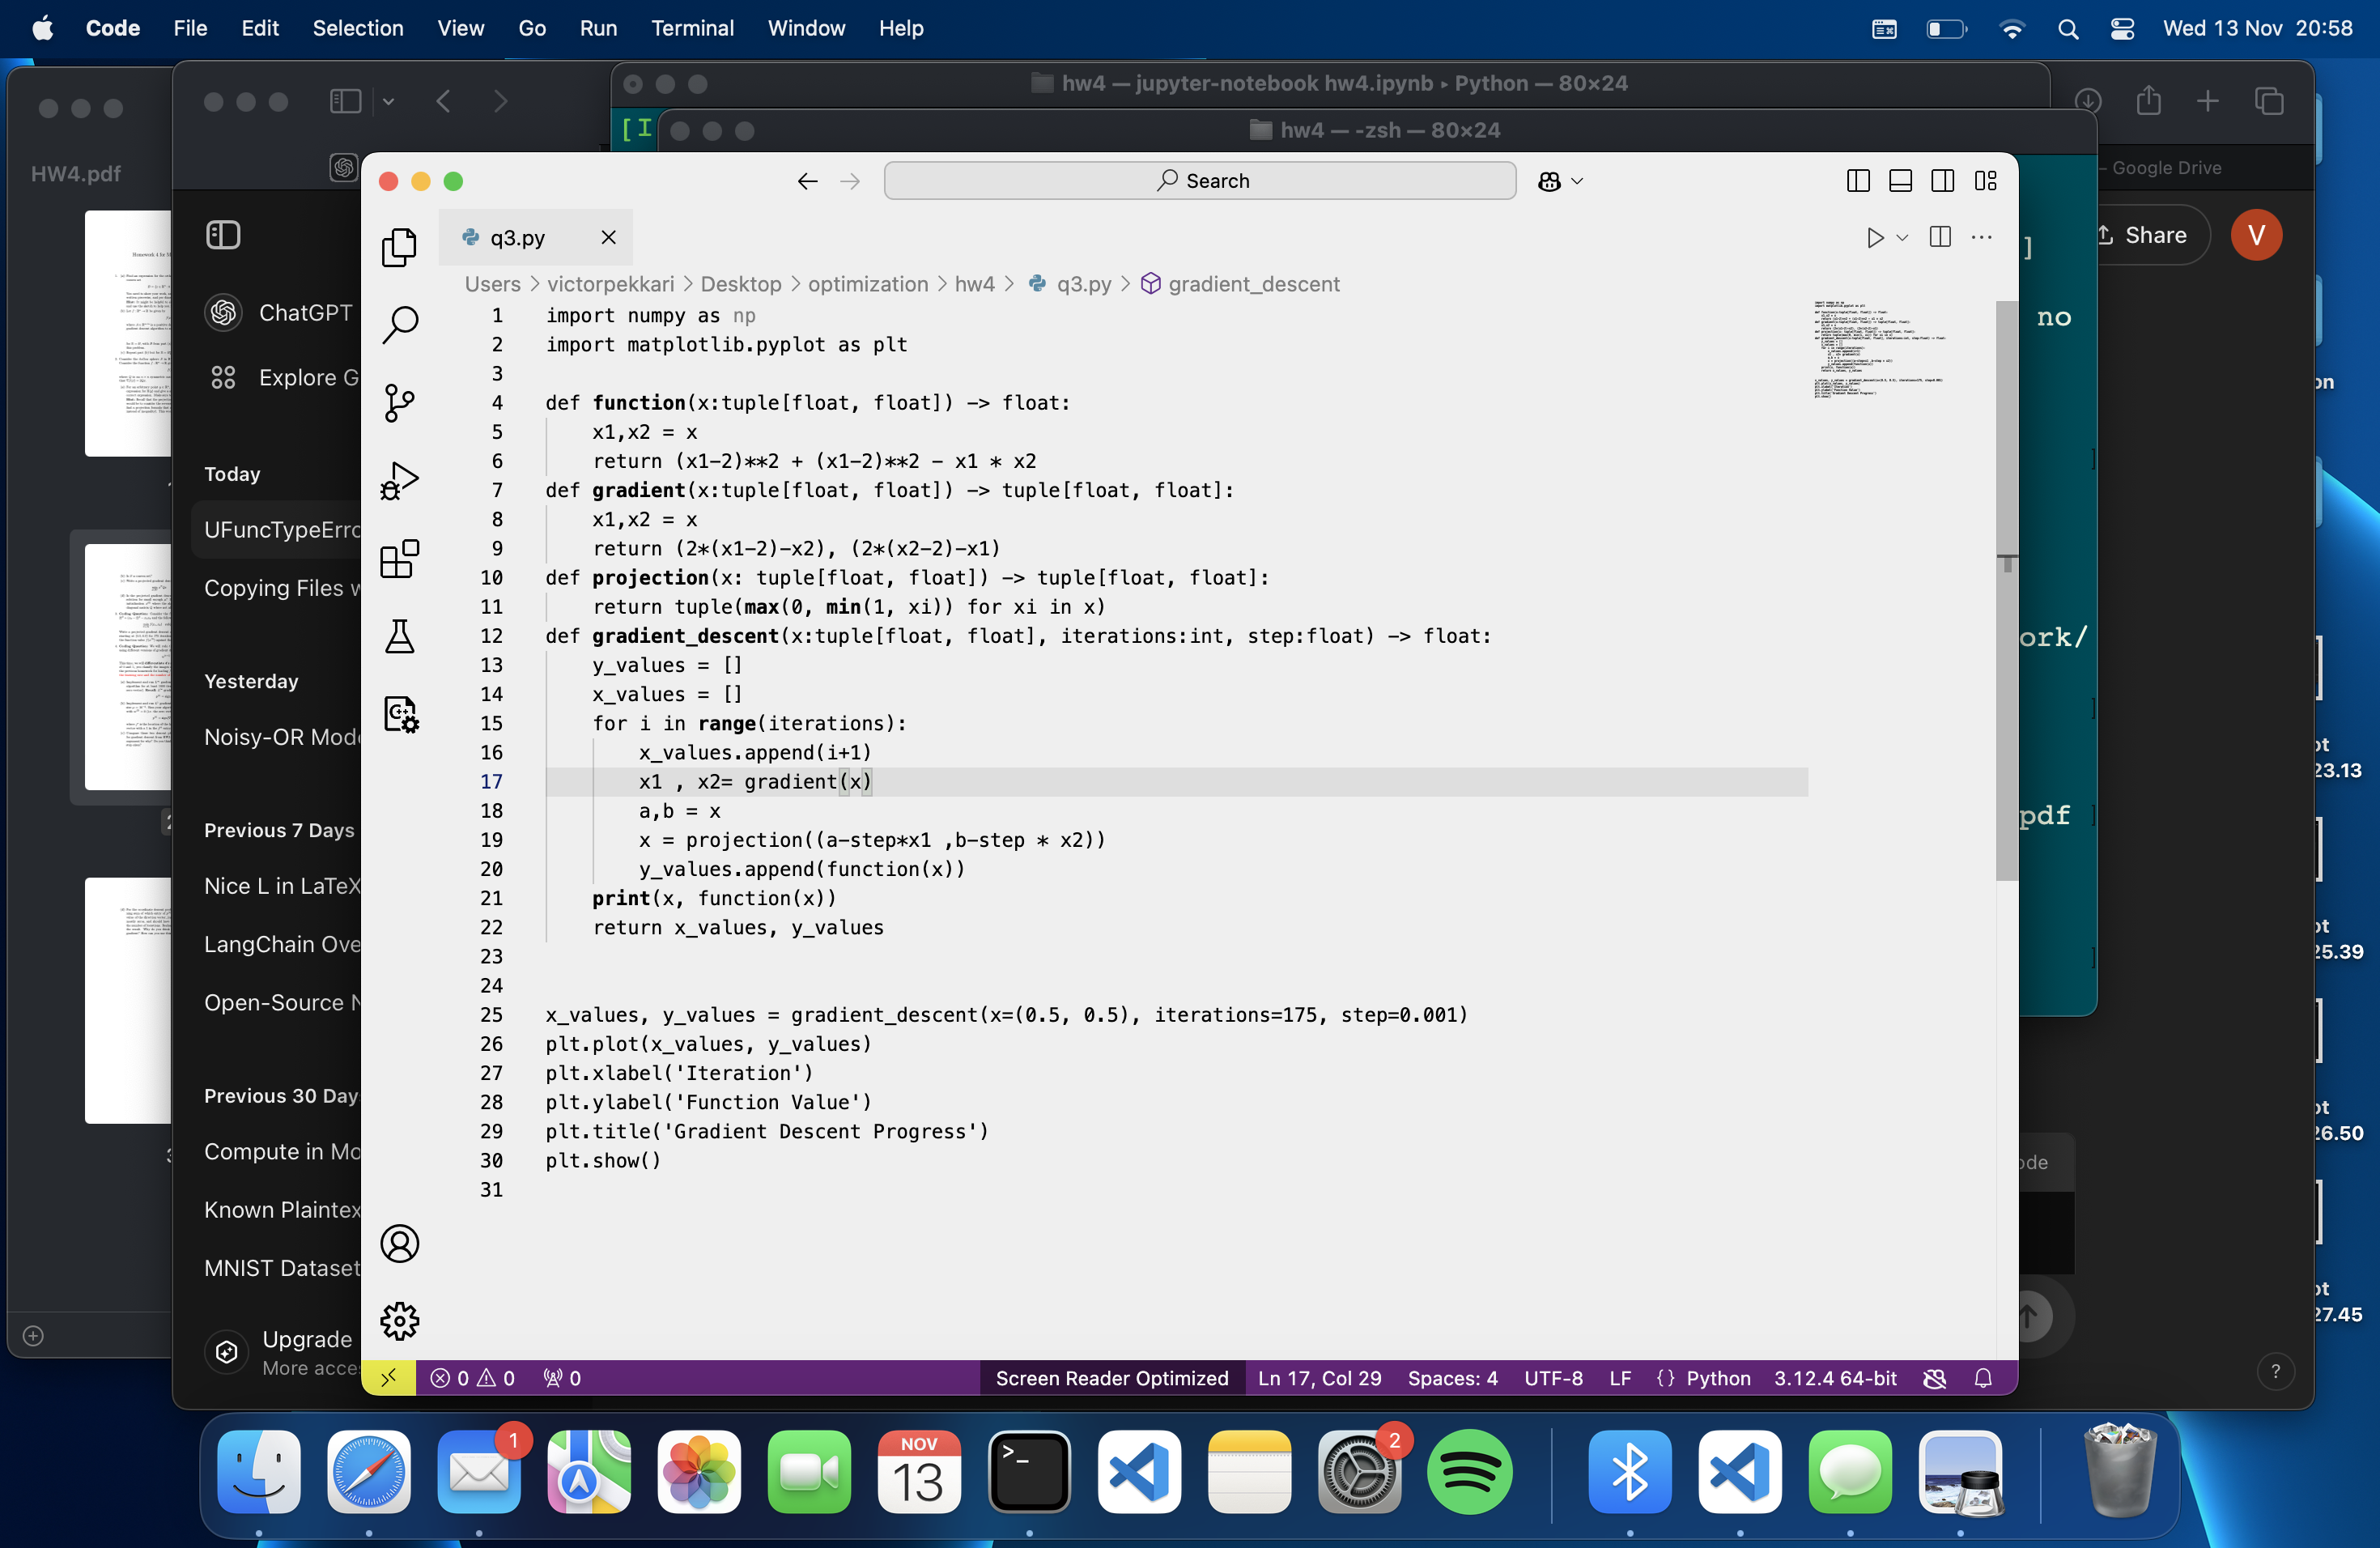 Code File Edit Selection View Go Run Terminal Window Help Wed 13 Nov 20:58
hw4 — jupyter-notebook hw4.ipynb ▸ Python — 80×24
hw4 — -zsh — 80×24
HW4.pdf
– Google Drive
Share
V
ChatGPT
Explore G
Today
UFuncTypeErro
Copying Files w
Yesterday
Noisy-OR Mode
Previous 7 Days
Nice L in LaTeX
LangChain Ove
Open-Source N
Previous 30 Day
Compute in Mo
Known Plaintex
MNIST Dataset
Upgrade
More acce
Search
q3.py
Users > victorpekkari > Desktop > optimization > hw4 > q3.py > gradient_descent
1 import numpy as np
2 import matplotlib.pyplot as plt
3
4 def function(x:tuple[float, float]) -> float:
5     x1,x2 = x
6     return (x1-2)**2 + (x1-2)**2 - x1 * x2
7 def gradient(x:tuple[float, float]) -> tuple[float, float]:
8     x1,x2 = x
9     return (2*(x1-2)-x2), (2*(x2-2)-x1)
10 def projection(x: tuple[float, float]) -> tuple[float, float]:
11     return tuple(max(0, min(1, xi)) for xi in x)
12 def gradient_descent(x:tuple[float, float], iterations:int, step:float) -> float:
13     y_values = []
14     x_values = []
15     for i in range(iterations):
16         x_values.append(i+1)
17         x1 , x2= gradient(x)
18         a,b = x
19         x = projection((a-step*x1 ,b-step * x2))
20         y_values.append(function(x))
21     print(x, function(x))
22     return x_values, y_values
23
24
25 x_values, y_values = gradient_descent(x=(0.5, 0.5), iterations=175, step=0.001)
26 plt.plot(x_values, y_values)
27 plt.xlabel('Iteration')
28 plt.ylabel('Function Value')
29 plt.title('Gradient Descent Progress')
30 plt.show()
31
0 0 0 Screen Reader Optimized Ln 17, Col 29 Spaces: 4 UTF-8 LF {} Python 3.12.4 64-bit
[I
]
no
ork/
pdf
on
23.13
25.39
26.50
27.45
ode
?
1
NOV
13
2